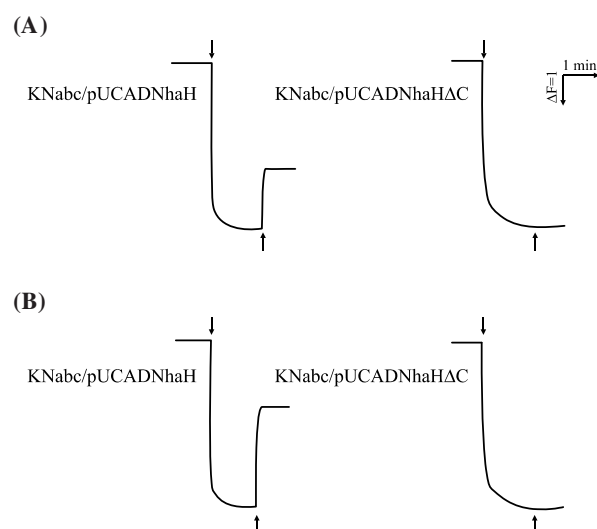 (A)
KNabc/pUCADNhaH
KNabc/pUCADNhaHΔC
1 min
ΔF=1
(B)
KNabc/pUCADNhaH
KNabc/pUCADNhaHΔC